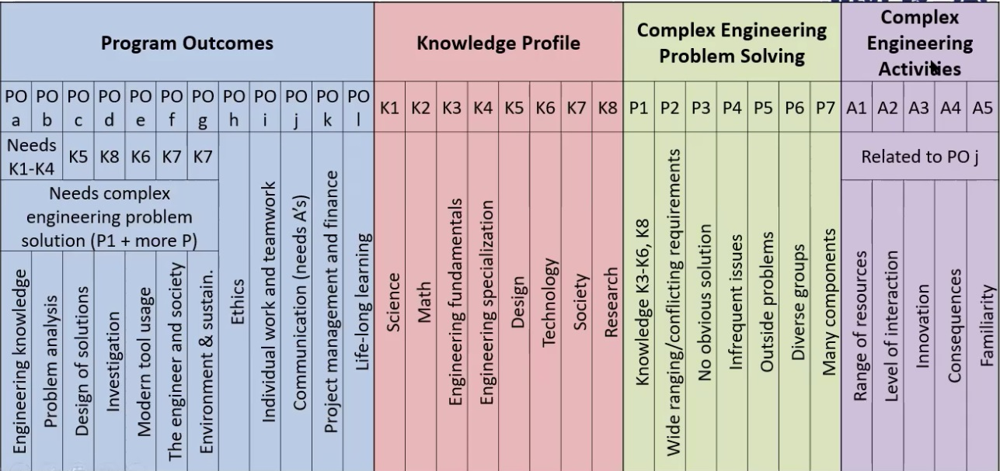 Program Outcomes
Knowledge Profile
Complex Engineering
Problem Solving
Complex
Engineering
Activities
PO a
PO b
PO c
PO d
PO e
PO f
PO g
PO h
PO i
PO j
PO k
PO l
K1
K2
K3
K4
K5
K6
K7
K8
P1
P2
P3
P4
P5
P6
P7
A1
A2
A3
A4
A5
Needs
K1-K4
K5
K8
K6
K7
K7
Related to PO j
Needs complex
engineering problem
solution (P1 + more P)
Engineering knowledge
Problem analysis
Design of solutions
Investigation
Modern tool usage
The engineer and society
Environment & sustain.
Ethics
Individual work and teamwork
Communication (needs A’s)
Project management and finance
Life-long learning
Science
Math
Engineering fundamentals
Engineering specialization
Design
Technology
Society
Research
Knowledge K3-K6, K8
Wide ranging/conflicting requirements
No obvious solution
Infrequent issues
Outside problems
Diverse groups
Many components
Range of resources
Level of interaction
Innovation
Consequences
Familiarity